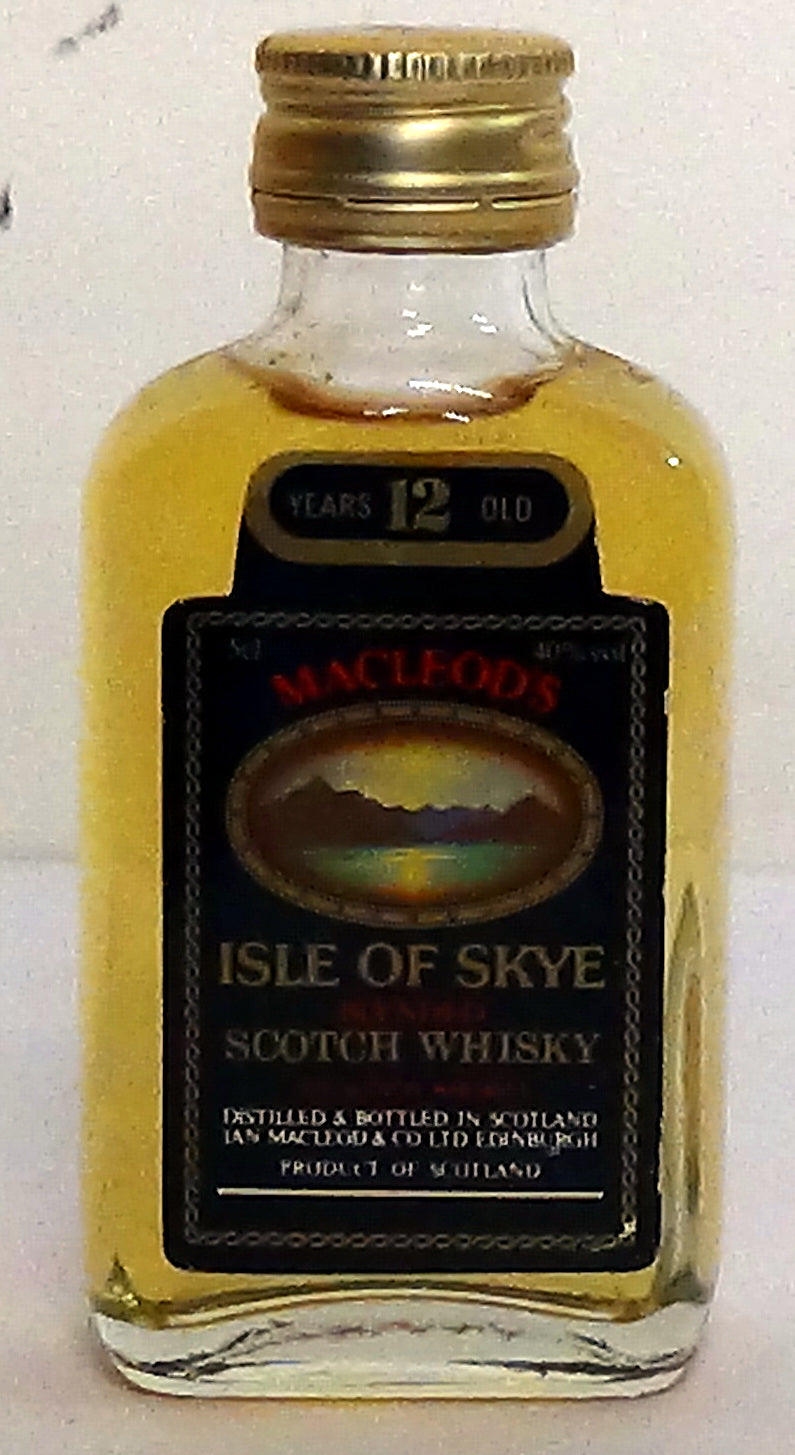 YEARS 12 OLD
5cl 40% vol
MACLEOD'S
ISLE OF SKYE
BLENDED
SCOTCH WHISKY
DISTILLED & BOTTLED IN SCOTLAND
IAN MACLEOD & CO LTD EDINBURGH
PRODUCT OF SCOTLAND